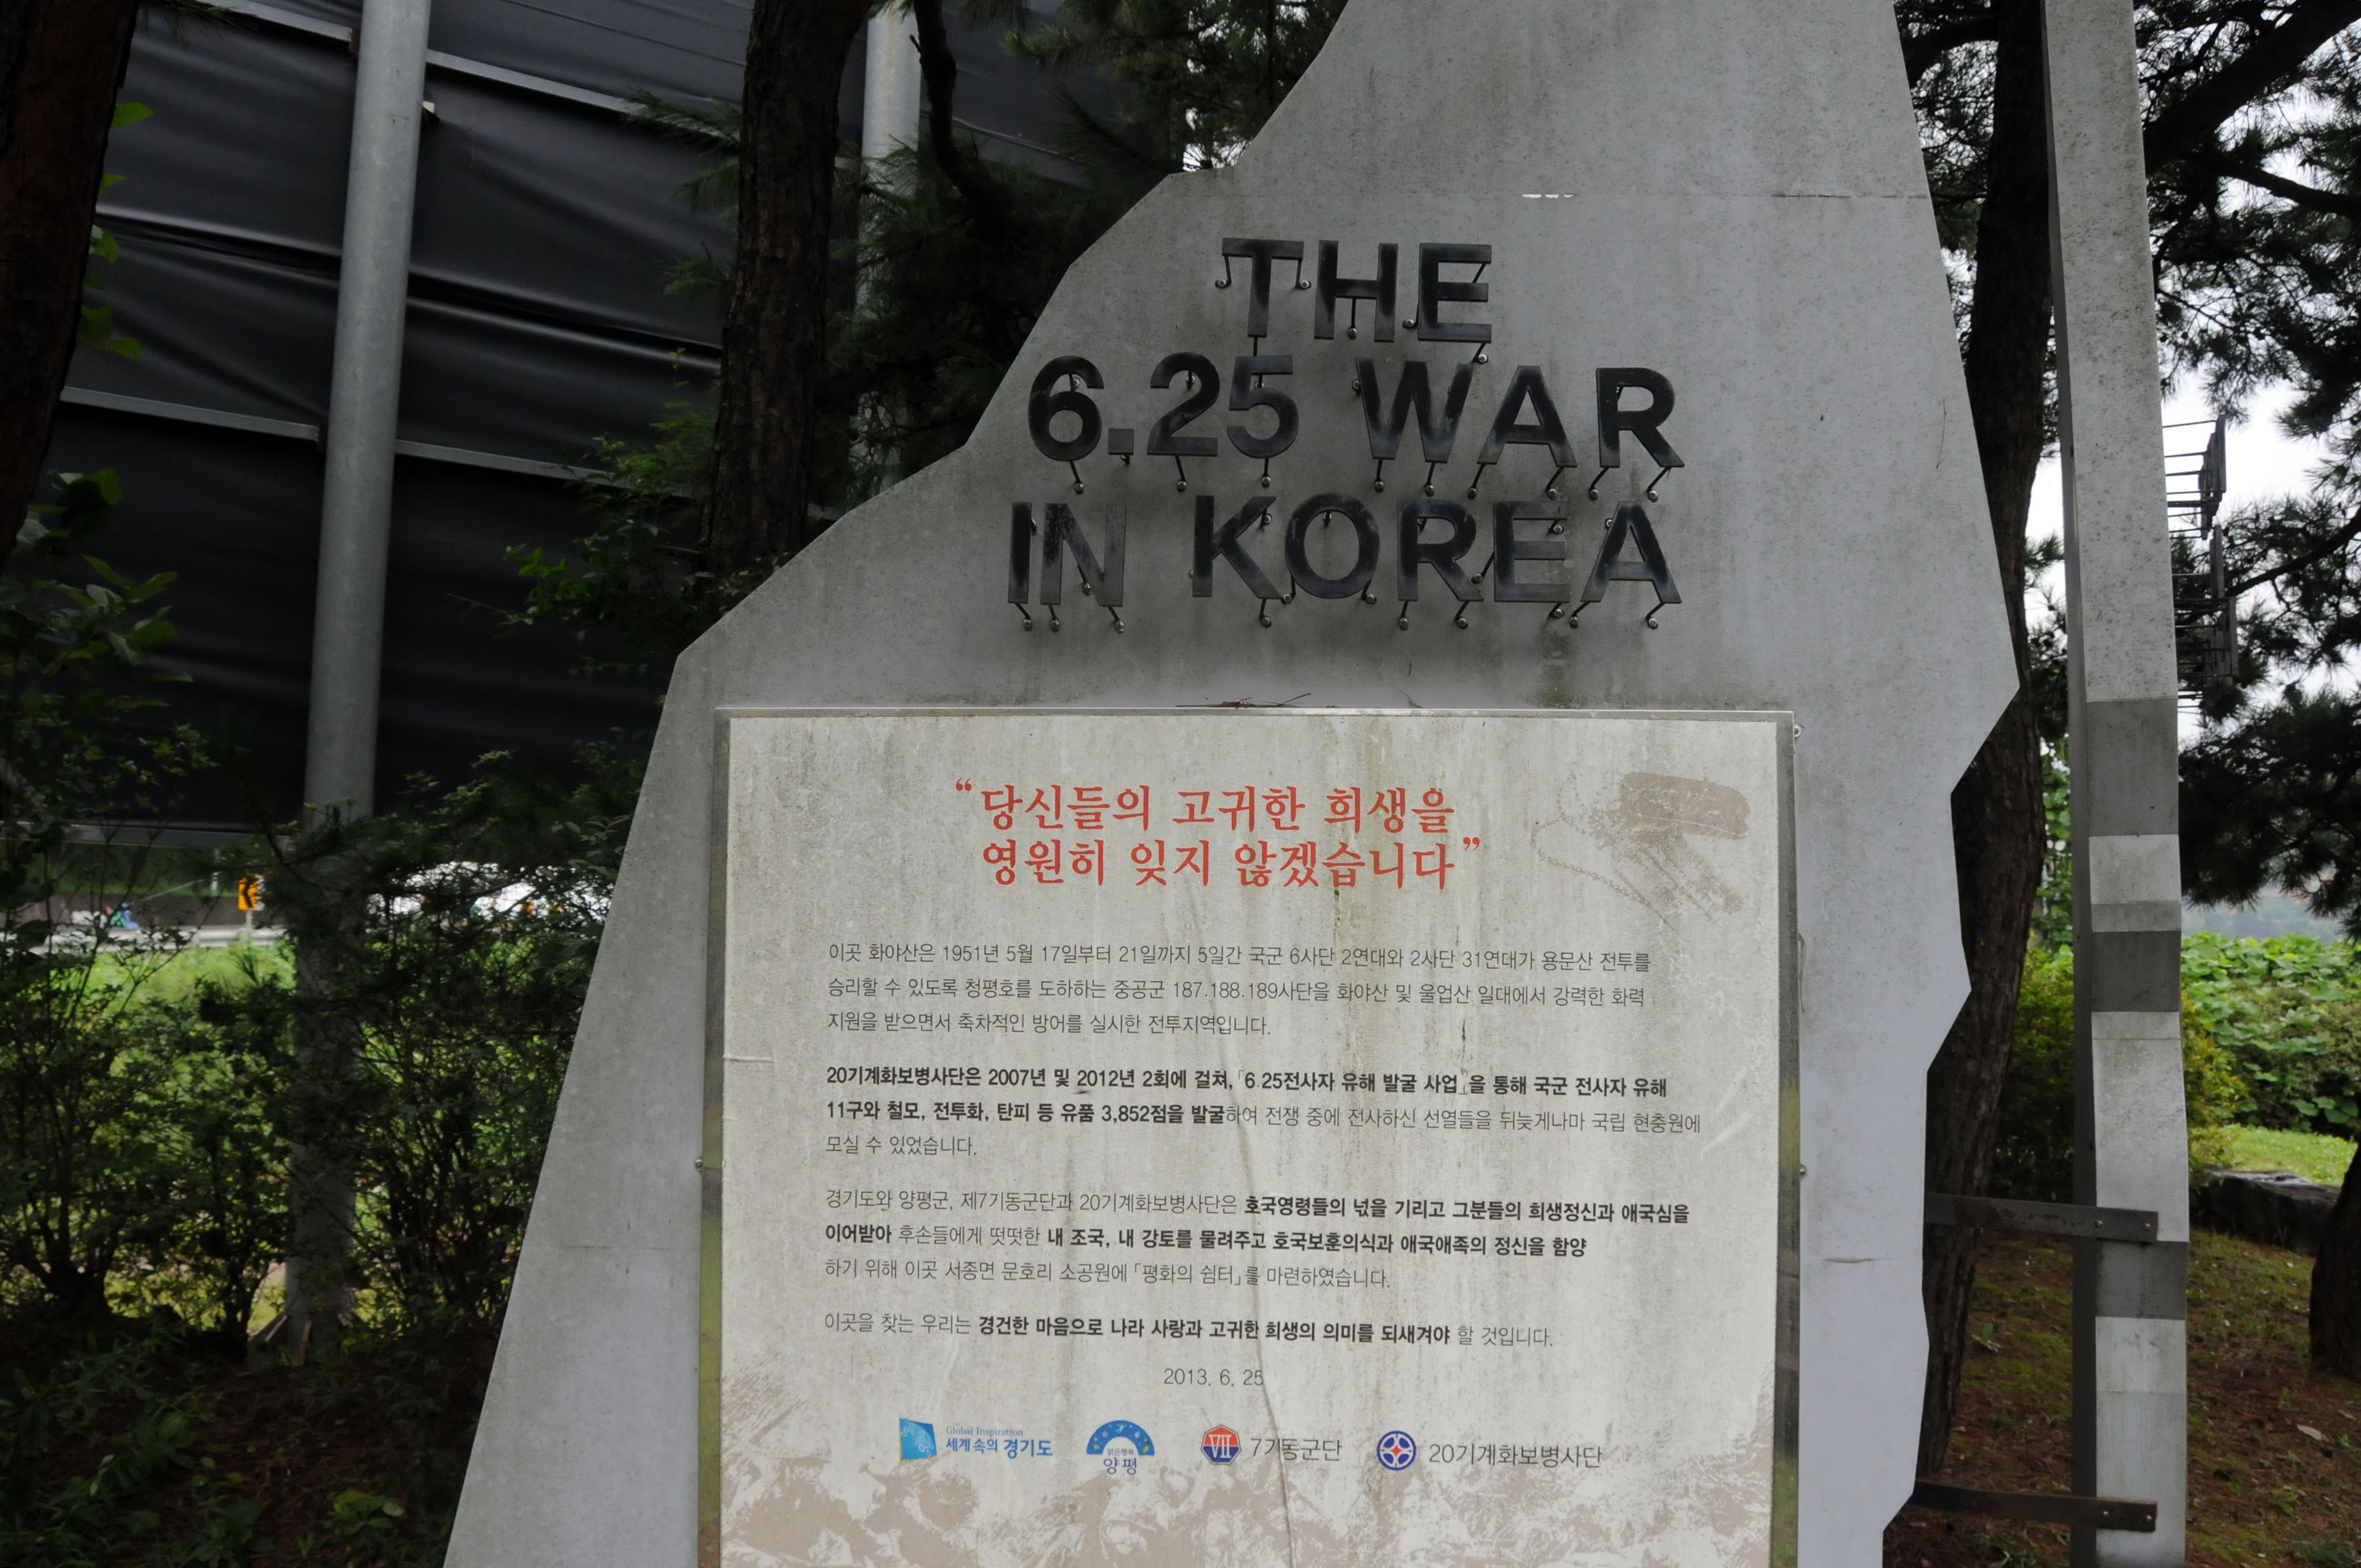 THE
6.25 WAR
IN KOREA
“당신들의 고귀한 희생을
영원히 잊지 않겠습니다”
이곳 화야산은 1951년 5월 17일부터 21일까지 5일간 국군 6사단 2연대와 2사단 31연대가 용문산 전투를
승리할 수 있도록 청평호를 도하하는 중공군 187.188.189사단을 화야산 및 울업산 일대에서 강력한 화력
지원을 받으면서 축차적인 방어를 실시한 전투지역입니다.
20기계화보병사단은 2007년 및 2012년 2회에 걸쳐, 「6.25전사자 유해 발굴 사업」을 통해 국군 전사자 유해
11구와 철모, 전투화, 탄피 등 유품 3,852점을 발굴하여 전쟁 중에 전사하신 선열들을 뒤늦게나마 국립 현충원에
모실 수 있었습니다.
경기도와 양평군, 제7기동군단과 20기계화보병사단은 호국영령들의 넋을 기리고 그분들의 희생정신과 애국심을
이어받아 후손들에게 떳떳한 내 조국, 내 강토를 물려주고 호국보훈의식과 애국애족의 정신을 함양
하기 위해 이곳 서종면 문호리 소공원에 「평화의 쉼터」를 마련하였습니다.
이곳을 찾는 우리는 경건한 마음으로 나라 사랑과 고귀한 희생의 의미를 되새겨야 할 것입니다.
2013. 6. 25
Global Inspiration
세계 속의 경기도
맑은행복
양평
VII 7기동군단
20기계화보병사단